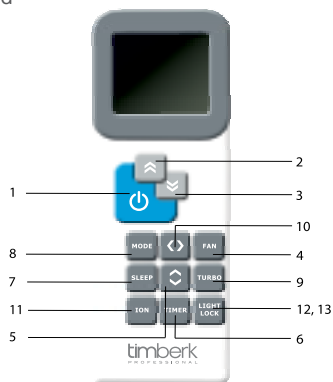 2
1
3
10
MODE
FAN
8
4
SLEEP
TURBO
7
9
ION
TIMER
LIGHT
LOCK
11
12, 13
5
6
timberk
PROFESSIONAL